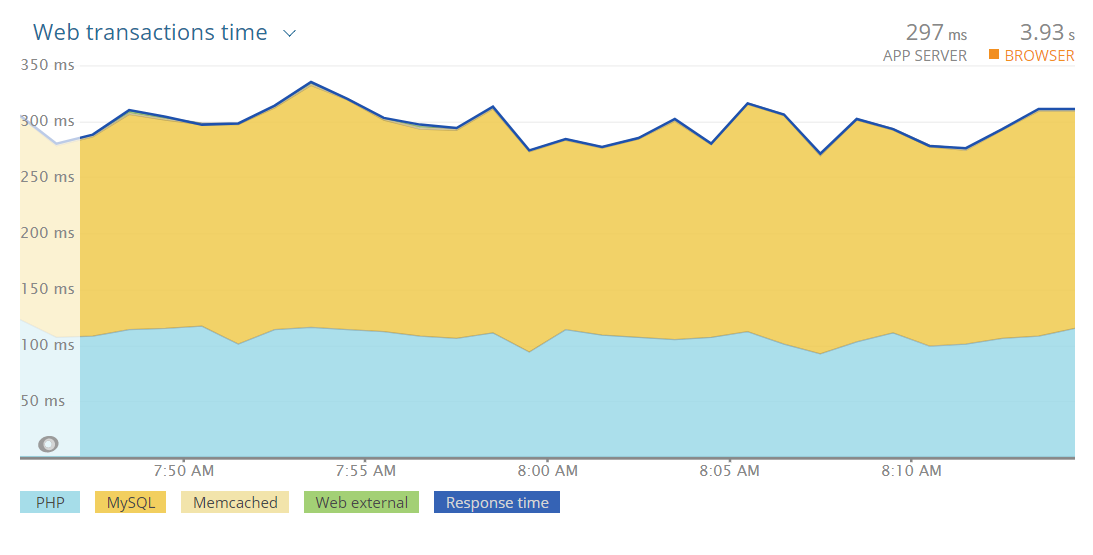 Web transactions time
297 ms
APP SERVER
3.93 s
BROWSER
350 ms
300 ms
250 ms
200 ms
150 ms
100 ms
50 ms
7:50 AM 7:55 AM 8:00 AM 8:05 AM 8:10 AM
PHP MySQL Memcached Web external Response time